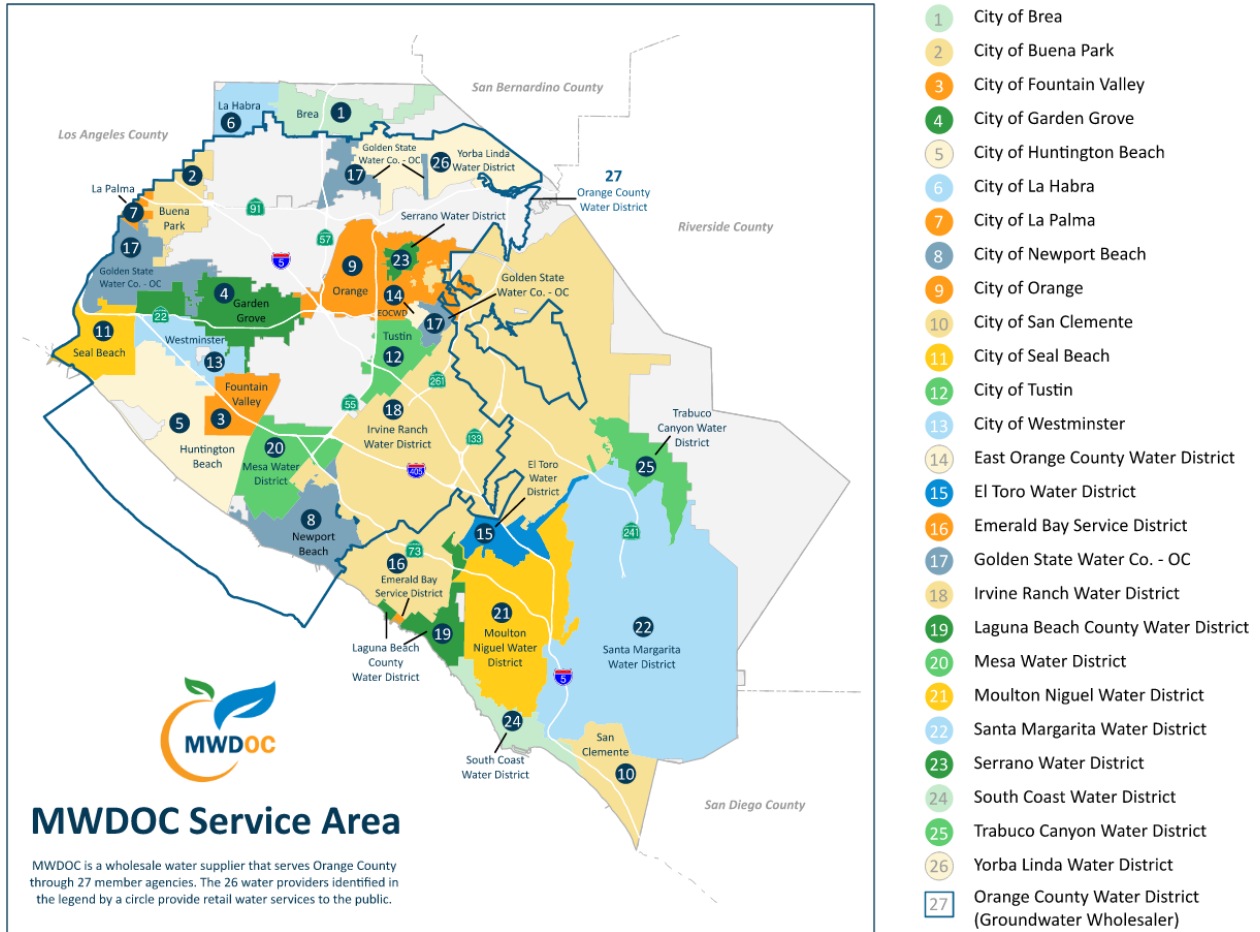 San Bernardino County
Los Angeles County
La Habra
6
Brea
1
Golden State
Water Co. - OC
17
26
Yorba Linda
Water District
27
Orange County
Water District
Riverside County
2
La Palma
7
Buena
Park
91
57
5
Serrano Water District
23
17
Golden State
Water Co. - OC
9
Orange
14
EOCWD
Golden State
Water Co. - OC
17
4
Garden
Grove
22
11
Seal Beach
Westminster
13
Tustin
12
261
Fountain
Valley
3
55
18
Irvine Ranch
Water District
133
5
Huntington
Beach
20
Mesa Water
District
405
Trabuco
Canyon Water
District
25
El Toro
Water
District
15
8
Newport
Beach
241
73
16
Emerald Bay
Service District
19
Laguna Beach
County
Water District
21
Moulton
Niguel Water
District
22
Santa Margarita
Water District
5
24
South Coast
Water District
San
Clemente
10
San Diego County
MWDOC
MWDOC Service Area
MWDOC is a wholesale water supplier that serves Orange County
through 27 member agencies. The 26 water providers identified in
the legend by a circle provide retail water services to the public.
1 City of Brea
2 City of Buena Park
3 City of Fountain Valley
4 City of Garden Grove
5 City of Huntington Beach
6 City of La Habra
7 City of La Palma
8 City of Newport Beach
9 City of Orange
10 City of San Clemente
11 City of Seal Beach
12 City of Tustin
13 City of Westminster
14 East Orange County Water District
15 El Toro Water District
16 Emerald Bay Service District
17 Golden State Water Co. - OC
18 Irvine Ranch Water District
19 Laguna Beach County Water District
20 Mesa Water District
21 Moulton Niguel Water District
22 Santa Margarita Water District
23 Serrano Water District
24 South Coast Water District
25 Trabuco Canyon Water District
26 Yorba Linda Water District
27 Orange County Water District
(Groundwater Wholesaler)